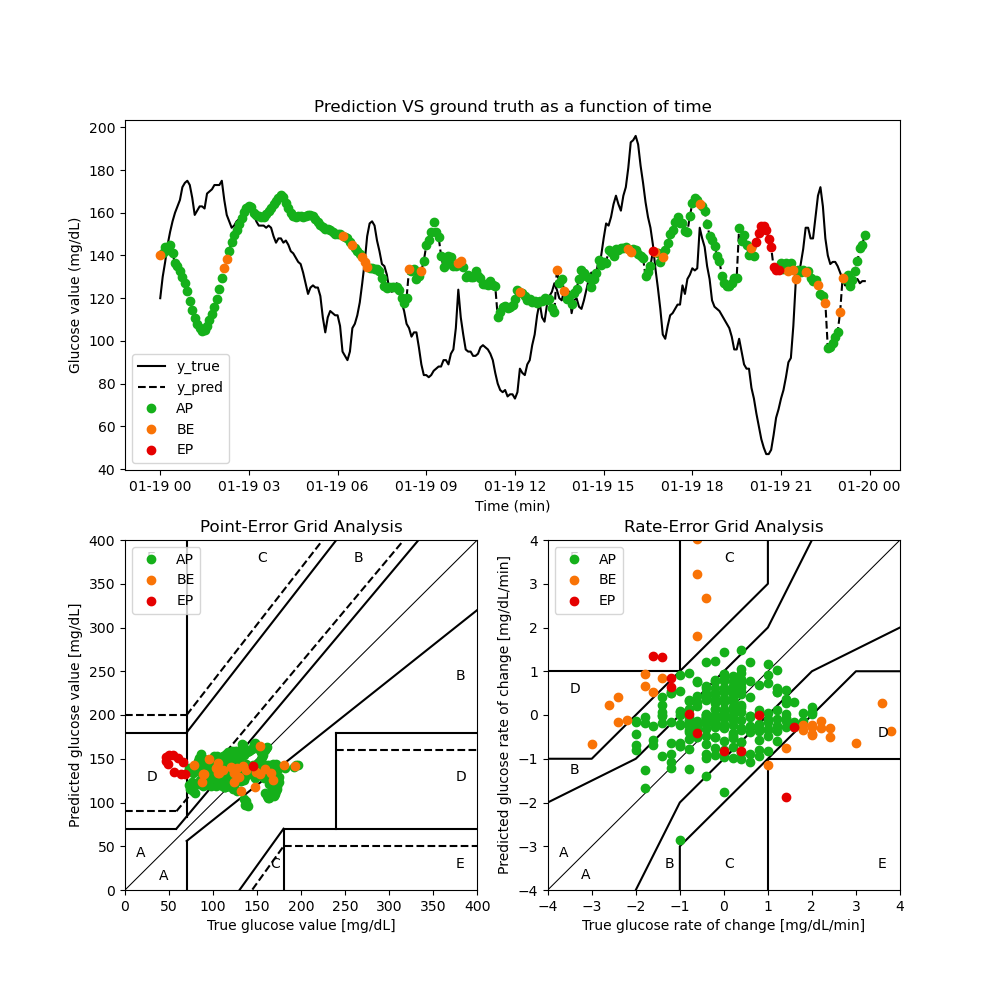 Prediction VS ground truth as a function of time
Glucose value (mg/dL)
200
180
160
140
120
100
80
60
40
y_true
y_pred
AP
BE
EP
01-19 00 01-19 03 01-19 06 01-19 09 01-19 12 01-19 15 01-19 18 01-19 21 01-20 00
Time (min)
Point-Error Grid Analysis
Predicted glucose value [mg/dL]
400
350
300
250
200
150
100
50
0
AP
BE
EP
C
B
B
D
D
A
A
C
E
0 50 100 150 200 250 300 350 400
True glucose value [mg/dL]
Rate-Error Grid Analysis
Predicted glucose rate of change [mg/dL/min]
4
3
2
1
0
−1
−2
−3
−4
AP
BE
EP
C
D
D
B
A
A
B
C
E
−4 −3 −2 −1 0 1 2 3 4
True glucose rate of change [mg/dL/min]